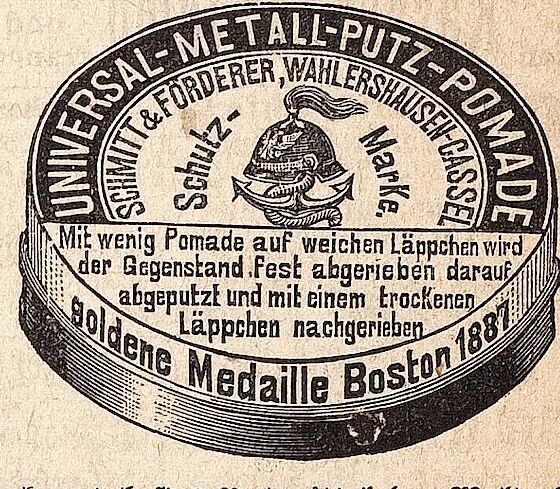 UNIVERSAL-METALL-PUTZ-POMADE
SCHMITT & FÖRDERER, WAHLERSHAUSEN-CASSEL
Schutz-Marke.
Mit wenig Pomade auf weichen Läppchen wird
der Gegenstand fest abgerieben darauf
abgeputzt und mit einem trockenen
Läppchen nachgerieben
goldene Medaille Boston 1887